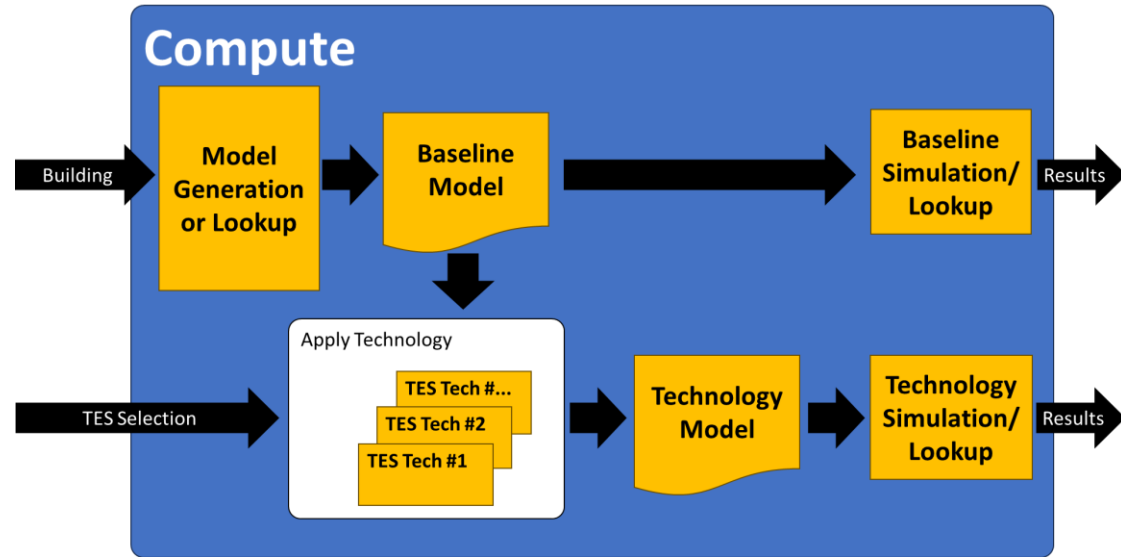 Compute
Building
Model
Generation
or Lookup
Baseline
Model
Baseline
Simulation/
Lookup
Results
Apply Technology
TES Selection
TES Tech #...
TES Tech #2
TES Tech #1
Technology
Model
Technology
Simulation/
Lookup
Results